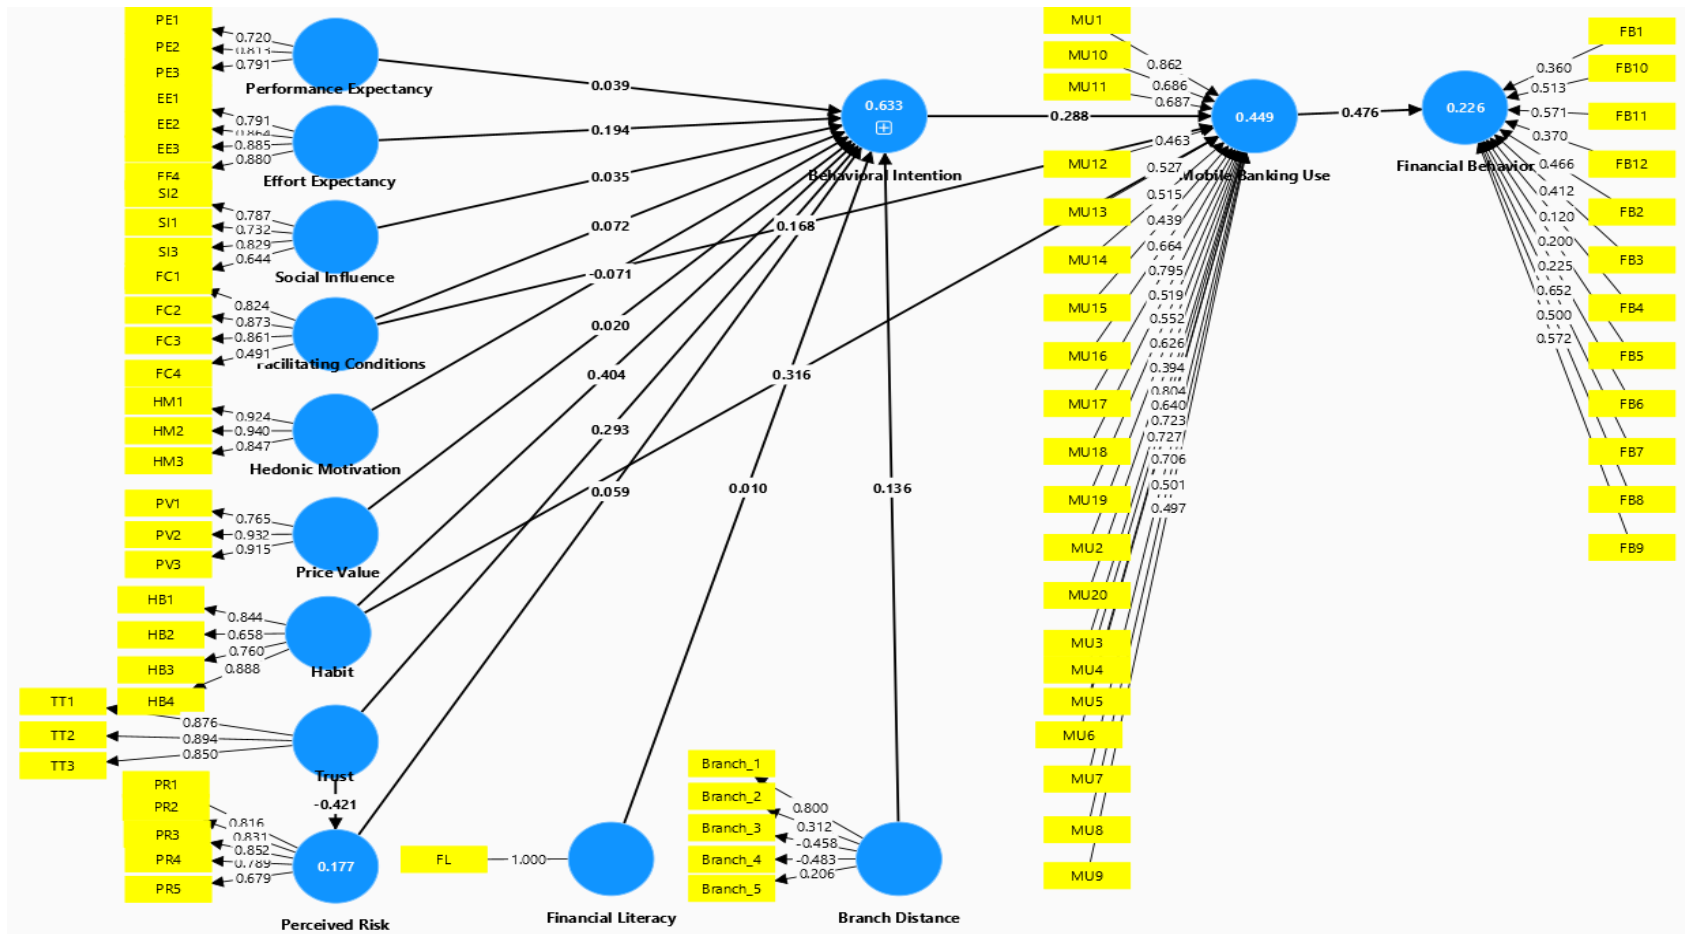 PE1
PE2
PE3
0.720
0.813
0.791
Performance Expectancy
EE1
EE2
EE3
EE4
0.791
0.864
0.885
0.880
Effort Expectancy
SI2
SI1
SI3
0.787
0.732
0.829
0.644
Social Influence
FC1
FC2
FC3
FC4
0.824
0.873
0.861
0.491
Facilitating Conditions
HM1
HM2
HM3
0.924
0.940
0.847
Hedonic Motivation
PV1
PV2
PV3
0.765
0.932
0.915
Price Value
HB1
HB2
HB3
HB4
0.844
0.658
0.760
0.888
Habit
TT1
TT2
TT3
0.876
0.894
0.850
Trust
-0.421
PR1
PR2
PR3
PR4
PR5
0.816
0.831
0.852
0.789
0.679
0.177
Perceived Risk
0.039
0.194
0.035
0.072
0.168
-0.071
0.020
0.404
0.316
0.293
0.059
0.010
0.136
FL
1.000
Financial Literacy
Branch_1
Branch_2
Branch_3
Branch_4
Branch_5
0.800
0.312
-0.458
-0.483
0.206
Branch Distance
0.633
Behavioral Intention
0.288
MU1
MU10
MU11
MU12
MU13
MU14
MU15
MU16
MU17
MU18
MU19
MU2
MU20
MU3
MU4
MU5
MU6
MU7
MU8
MU9
0.862
0.686
0.687
0.463
0.527
0.515
0.439
0.664
0.795
0.519
0.552
0.626
0.394
0.804
0.640
0.723
0.727
0.706
0.501
0.497
0.449
Mobile Banking Use
0.476
0.226
Financial Behavior
FB1
FB10
FB11
FB12
FB2
FB3
FB4
FB5
FB6
FB7
FB8
FB9
0.360
0.513
0.571
0.370
0.466
0.412
0.120
0.200
0.225
0.652
0.500
0.572